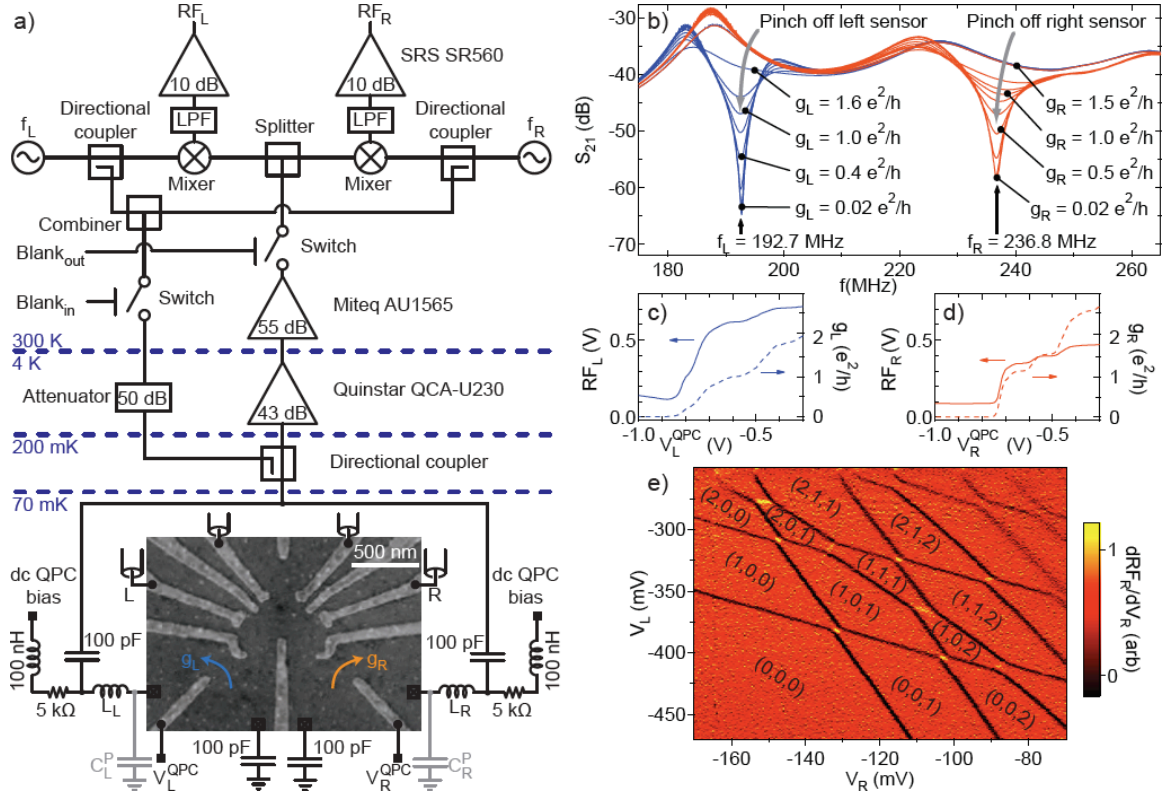 a)
RF_L
RF_R
SRS SR560
10 dB
10 dB
Directional coupler
LPF
Splitter
LPF
Directional coupler
f_L
f_R
Mixer
Mixer
Combiner
Switch
Blank_out
Blank_in
Switch
Miteq AU1565
55 dB
300 K
4 K
Attenuator
50 dB
Quinstar QCA-U230
43 dB
200 mK
Directional coupler
70 mK
500 nm
dc QPC bias
L
R
dc QPC bias
100 pF
100 pF
100 nH
100 nH
g_L
g_R
5 kΩ
L_L
L_R
5 kΩ
100 pF
100 pF
C_L^P
V_L^QPC
V_R^QPC
C_R^P
b)
-30
-40
-50
-60
-70
S_21 (dB)
Pinch off left sensor
Pinch off right sensor
g_L = 1.6 e²/h
g_L = 1.0 e²/h
g_L = 0.4 e²/h
g_L = 0.02 e²/h
g_R = 1.5 e²/h
g_R = 1.0 e²/h
g_R = 0.5 e²/h
g_R = 0.02 e²/h
f_L = 192.7 MHz
f_R = 236.8 MHz
180
200
220
240
260
f(MHz)
c)
RF_L (V)
0.5
0.0
g_L (e²/h)
2
1
0
-1.0
-0.5
V_L^QPC (V)
d)
RF_R (V)
0.5
0.0
g_R (e²/h)
2
1
0
-1.0
-0.5
V_R^QPC (V)
e)
V_L (mV)
-300
-350
-400
-450
(2,0,0)
(2,0,1)
(2,1,1)
(2,1,2)
(1,0,0)
(1,0,1)
(1,1,1)
(1,1,2)
(1,0,2)
(0,0,0)
(0,0,1)
(0,0,2)
-160
-140
-120
-100
-80
V_R (mV)
1
0
dRF_R/dV_R (arb)